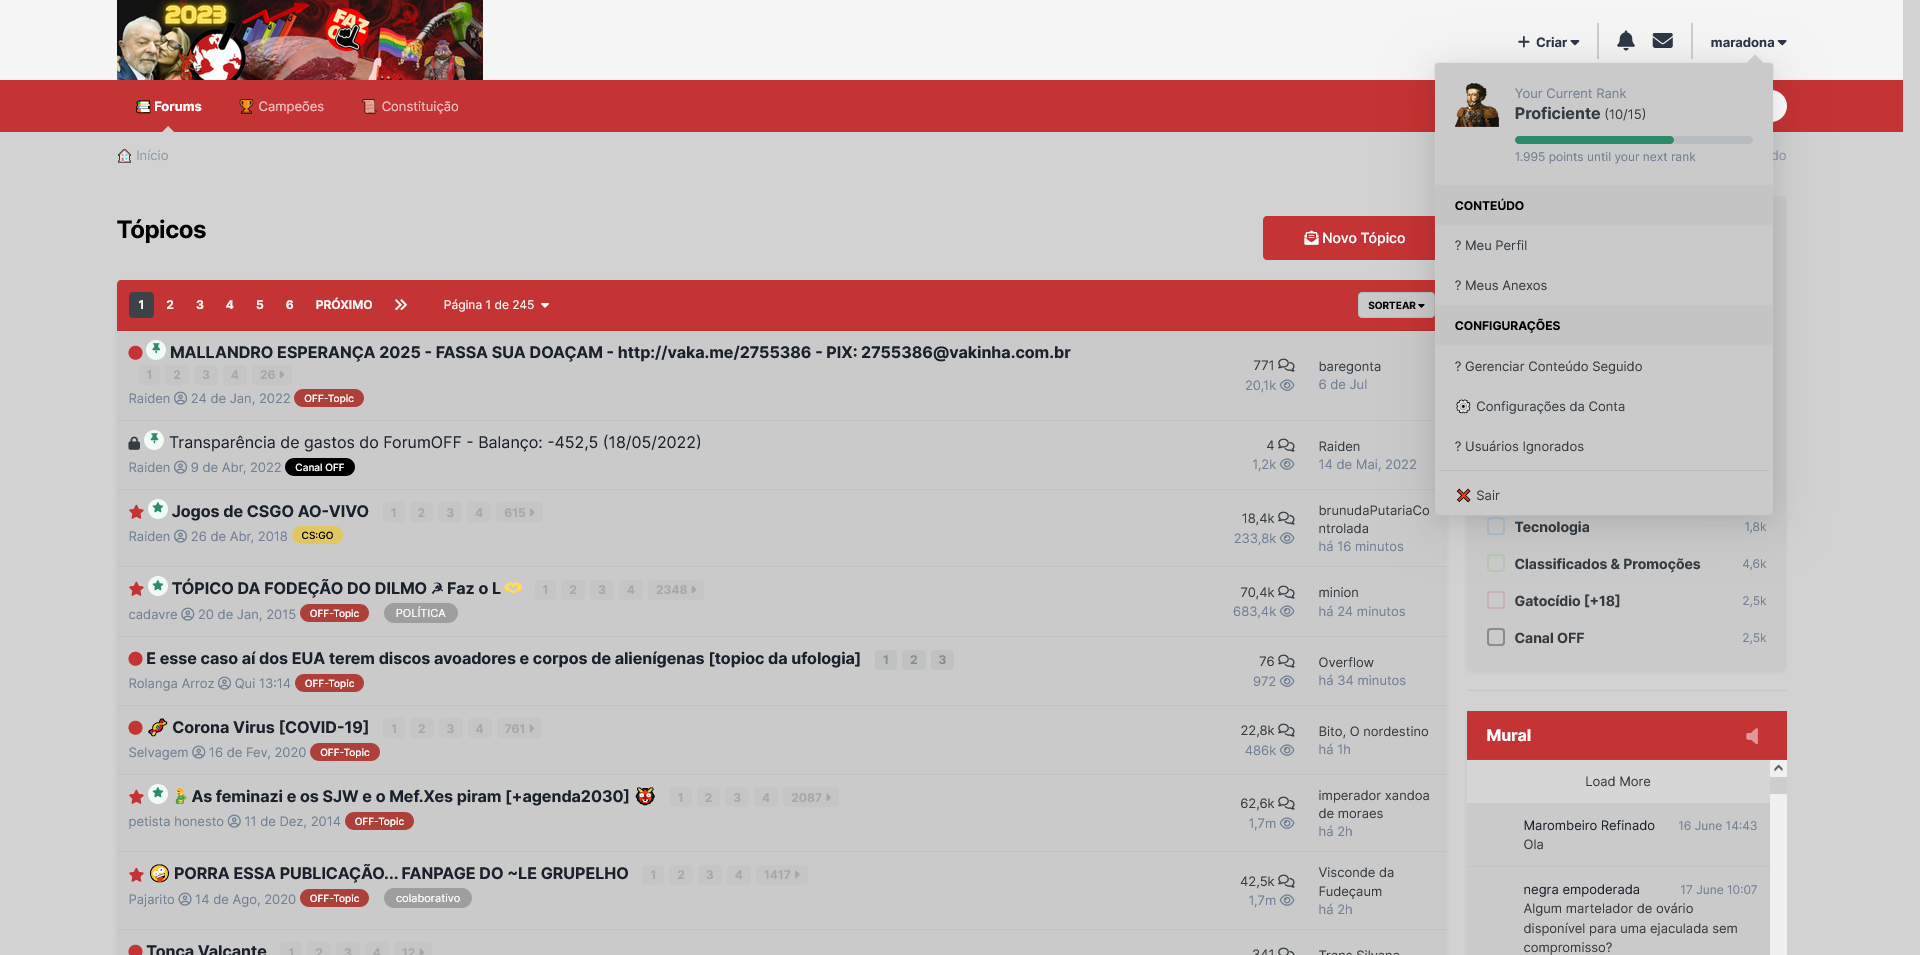 2023
FAZ
+ Criar
maradona
Forums
Campeões
Constituição
Your Current Rank
Proficiente (10/15)
1.995 points until your next rank
Início
do
CONTEÚDO
? Meu Perfil
? Meus Anexos
CONFIGURAÇÕES
? Gerenciar Conteúdo Seguido
Configurações da Conta
? Usuários Ignorados
Sair
Tópicos
Novo Tópico
1 2 3 4 5 6 PRÓXIMO Página 1 de 245
SORTEAR
MALLANDRO ESPERANÇA 2025 - FASSA SUA DOAÇAM - http://vaka.me/2755386 - PIX: 2755386@vakinha.com.br
1 2 3 4 26
Raiden 24 de Jan, 2022 OFF-Topic
771
20,1k
baregonta
6 de Jul
Transparência de gastos do ForumOFF - Balanço: -452,5 (18/05/2022)
Raiden 9 de Abr, 2022 Canal OFF
4
1,2k
Raiden
14 de Mai, 2022
Jogos de CSGO AO-VIVO 1 2 3 4 615
Raiden 26 de Abr, 2018 CS:GO
18,4k
233,8k
brunudaPutariaCo
ntrolada
há 16 minutos
TÓPICO DA FODEÇÃO DO DILMO ☭ Faz o L 1 2 3 4 2348
cadavre 20 de Jan, 2015 OFF-Topic POLÍTICA
70,4k
683,4k
minion
há 24 minutos
E esse caso aí dos EUA terem discos avoadores e corpos de alienígenas [topioc da ufologia] 1 2 3
Rolanga Arroz Qui 13:14 OFF-Topic
76
972
Overflow
há 34 minutos
Corona Virus [COVID-19] 1 2 3 4 761
Selvagem 16 de Fev, 2020 OFF-Topic
22,8k
486k
Bito, O nordestino
há 1h
As feminazi e os SJW e o Mef.Xes piram [+agenda2030] 1 2 3 4 2087
petista honesto 11 de Dez, 2014 OFF-Topic
62,6k
1,7m
imperador xandoa
de moraes
há 2h
PORRA ESSA PUBLICAÇÃO... FANPAGE DO ~LE GRUPELHO 1 2 3 4 1417
Pajarito 14 de Ago, 2020 OFF-Topic colaborativo
42,5k
1,7m
Visconde da
Fudeçaum
há 2h
Tonca Valcante 1 2 3 4 12
341
Trans Silvana
Tecnologia 1,8k
Classificados & Promoções 4,6k
Gatocídio [+18] 2,5k
Canal OFF 2,5k
Mural
Load More
Marombeiro Refinado 16 June 14:43
Ola
negra empoderada 17 June 10:07
Algum martelador de ovário
disponível para uma ejaculada sem
compromisso?